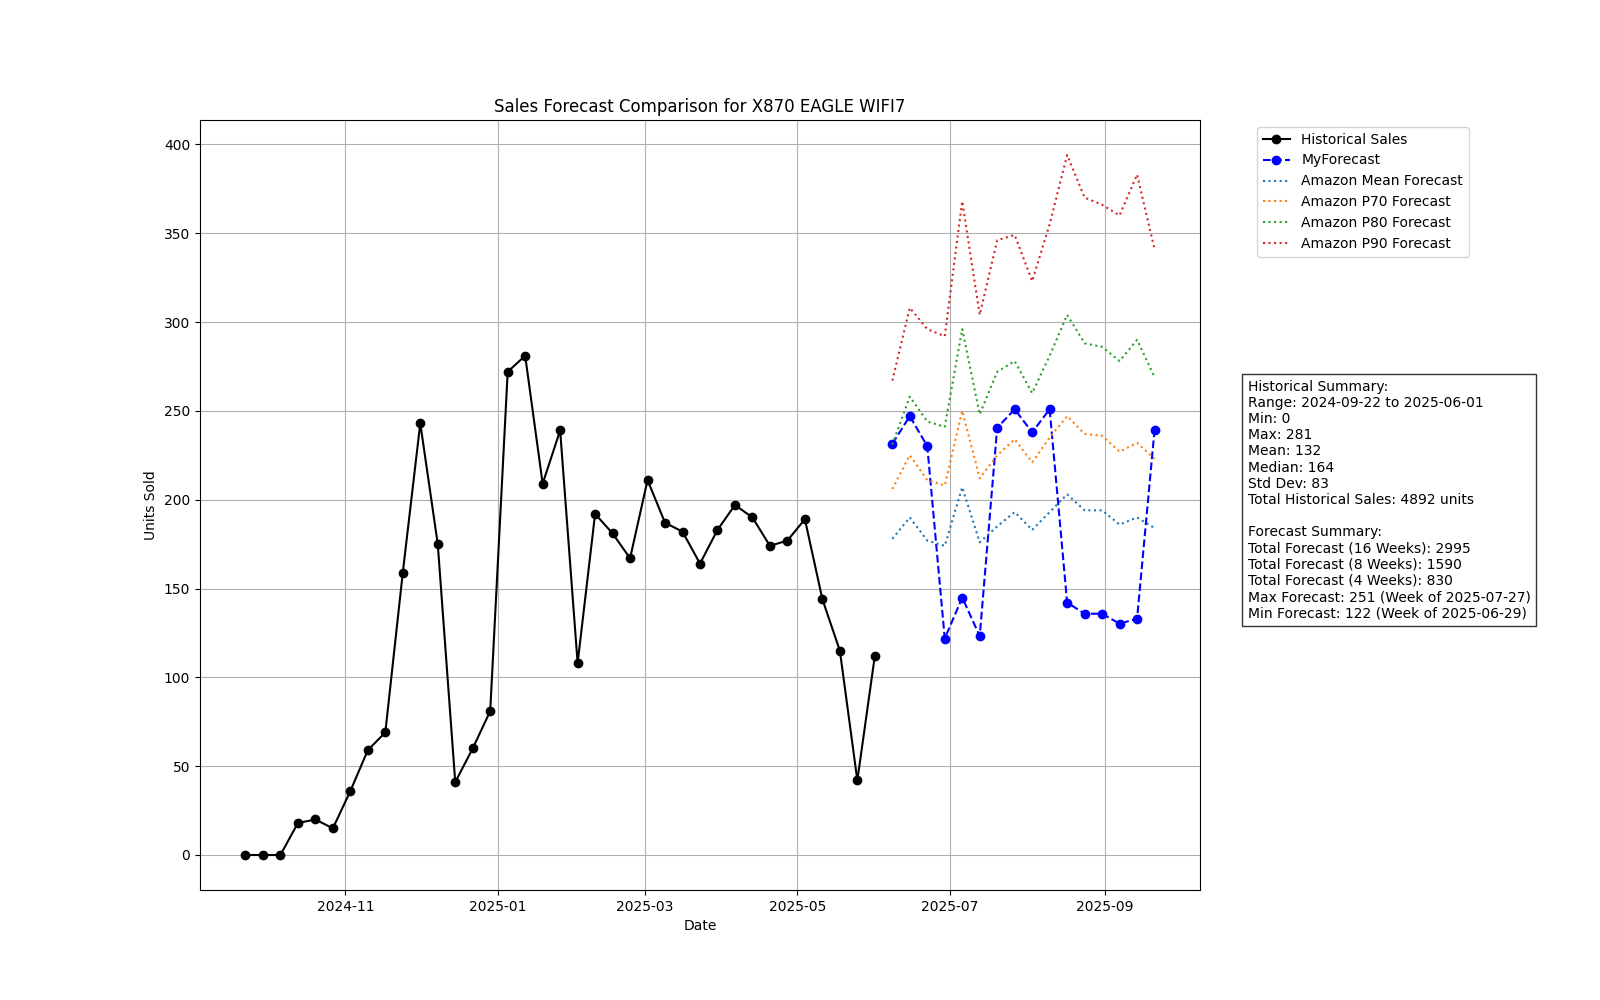 Sales Forecast Comparison for X870 EAGLE WIFI7
400
350
300
250
200
150
100
50
0
Units Sold
2024-11
2025-01
2025-03
2025-05
2025-07
2025-09
Date
Historical Sales
MyForecast
Amazon Mean Forecast
Amazon P70 Forecast
Amazon P80 Forecast
Amazon P90 Forecast
Historical Summary:
Range: 2024-09-22 to 2025-06-01
Min: 0
Max: 281
Mean: 132
Median: 164
Std Dev: 83
Total Historical Sales: 4892 units
Forecast Summary:
Total Forecast (16 Weeks): 2995
Total Forecast (8 Weeks): 1590
Total Forecast (4 Weeks): 830
Max Forecast: 251 (Week of 2025-07-27)
Min Forecast: 122 (Week of 2025-06-29)